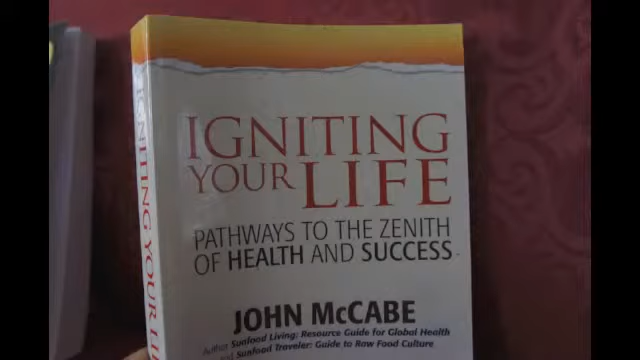 IGNITING
YOUR LIFE
PATHWAYS TO THE ZENITH
OF HEALTH AND SUCCESS
JOHN McCABE
Author Sunfood Living: Resource Guide for Global Health
and Sunfood Traveler: Guide to Raw Food Culture
IGNITING YOUR